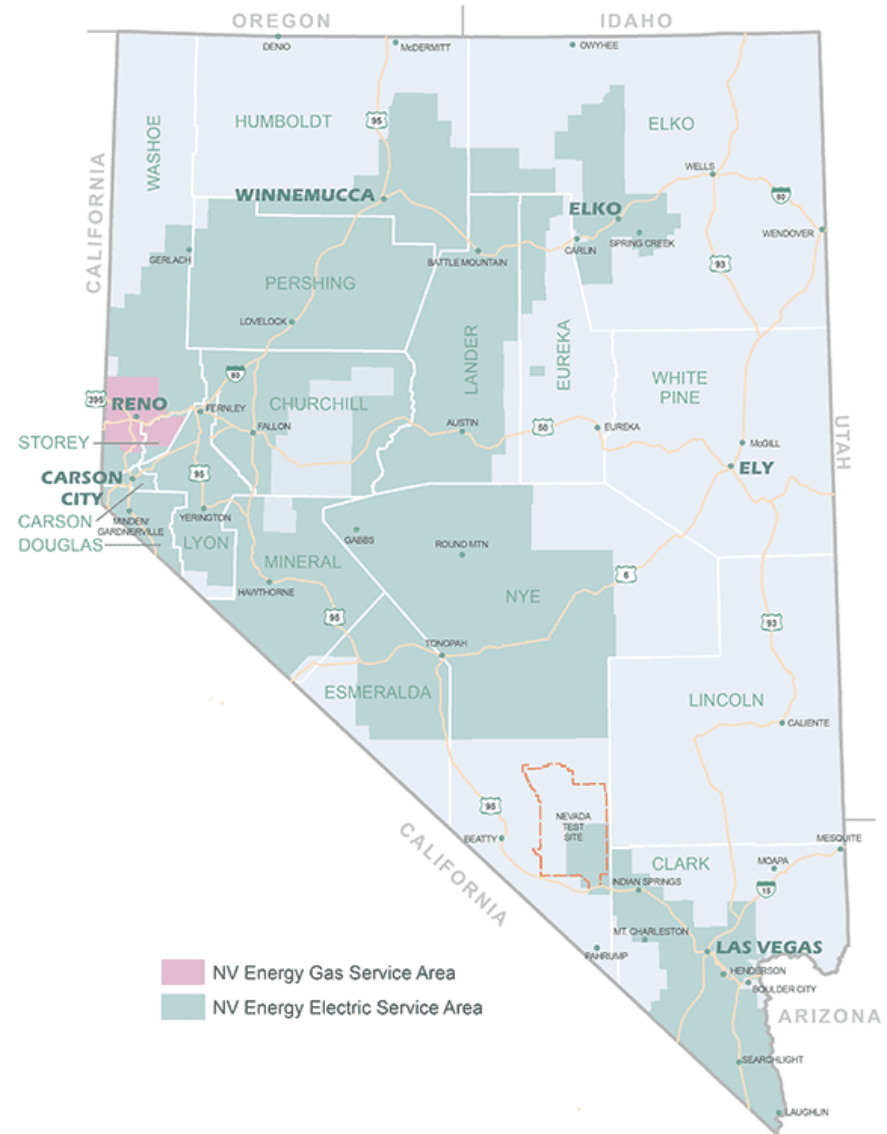 OREGON
IDAHO
DENIO
McDERMITT
OWYHEE
HUMBOLDT
95
ELKO
WASHOE
CALIFORNIA
WELLS
WINNEMUCCA
ELKO
80
WENDOVER
GERLACH
SPRING CREEK
CARLIN
BATTLE MOUNTAIN
93
PERSHING
LOVELOCK
LANDER
EUREKA
80
WHITE
PINE
395
RENO
FERNLEY
CHURCHILL
FALLON
AUSTIN
50
EUREKA
McGILL
UTAH
STOREY
ELY
CARSON
CITY
95
CARSON
MINDEN/
GARDNERVILLE
YERINGTON
DOUGLAS
LYON
MINERAL
GABBS
ROUND MTN
HAWTHORNE
NYE
6
95
93
TONOPAH
ESMERALDA
LINCOLN
CALIENTE
95
NEVADA
TEST
SITE
BEATTY
CALIFORNIA
MESQUITE
CLARK
MOAPA
INDIAN SPRINGS
15
MT. CHARLESTON
LAS VEGAS
PAHRUMP
HENDERSON
BOULDER CITY
NV Energy Gas Service Area
NV Energy Electric Service Area
ARIZONA
SEARCHLIGHT
LAUGHLIN